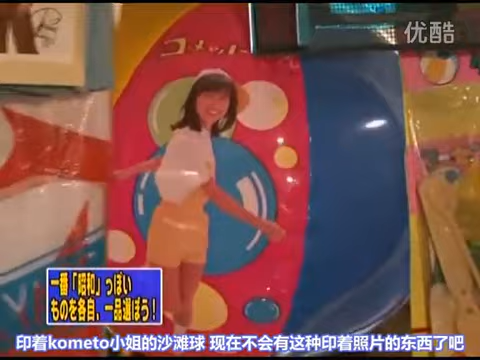 优酷
コメット
一番「昭和」っぽい
ものを各自、一品選ぼう！
印着kometo小姐的沙滩球 现在不会有这种印着照片的东西了吧